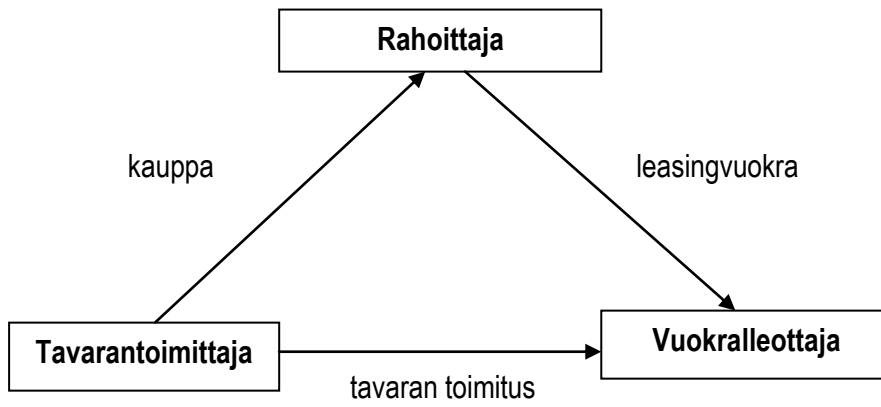 Rahoittaja
kauppa
leasingvuokra
Tavarantoimittaja
Vuokralleottaja
tavaran toimitus